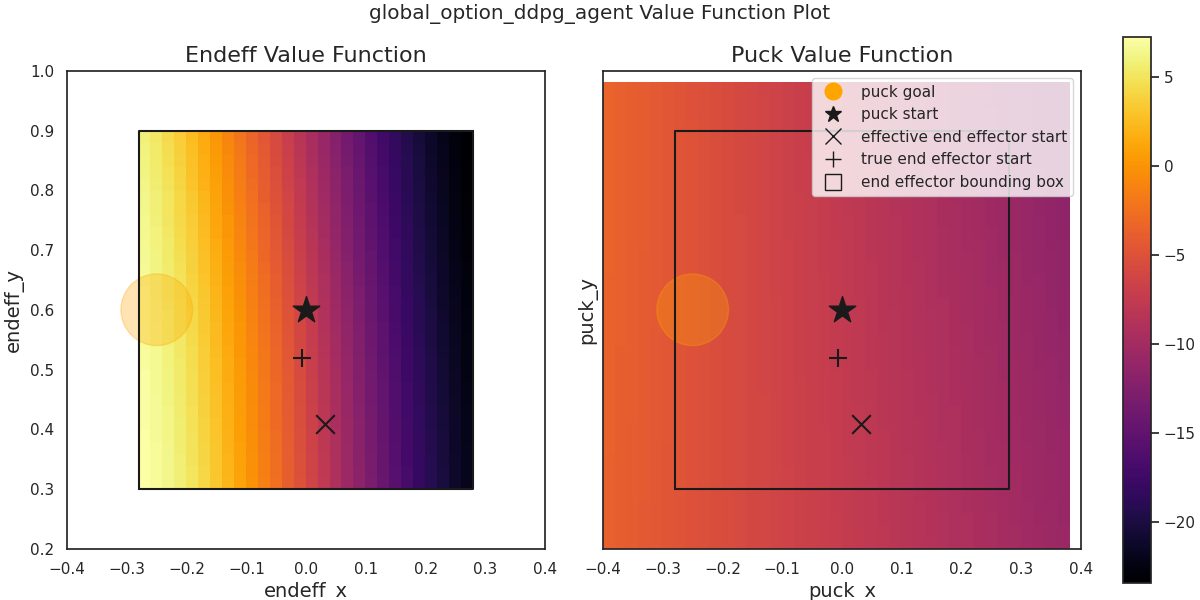 global_option_ddpg_agent Value Function Plot
Endeff Value Function
Puck Value Function
1.0
0.9
0.8
0.7
0.6
0.5
0.4
0.3
0.2
endeff_y
−0.4 −0.3 −0.2 −0.1 0.0 0.1 0.2 0.3 0.4
endeff_x
puck goal
puck start
effective end effector start
true end effector start
end effector bounding box
puck_y
−0.4 −0.3 −0.2 −0.1 0.0 0.1 0.2 0.3 0.4
puck_x
5
0
−5
−10
−15
−20